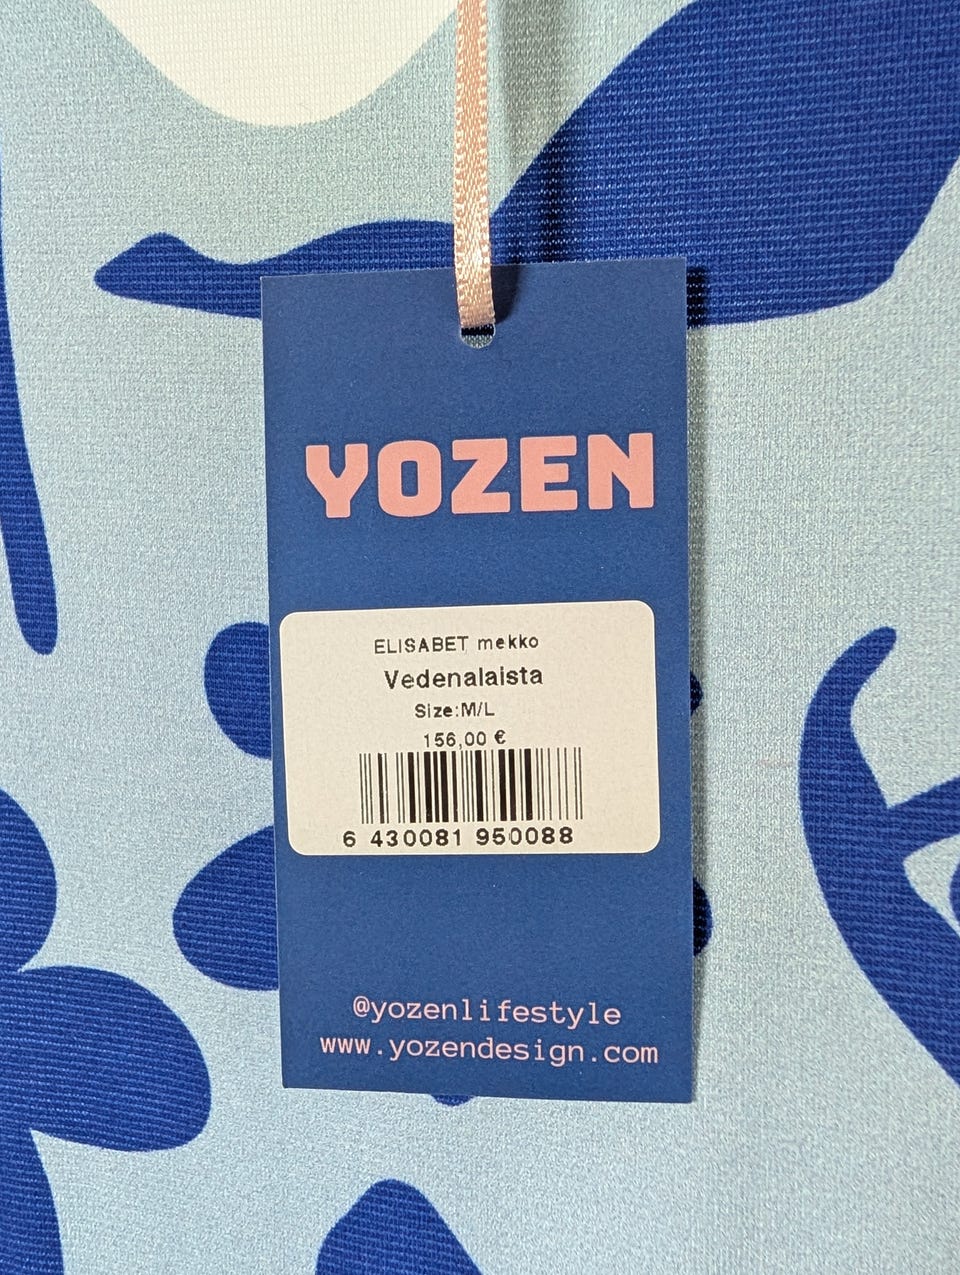 YOZEN
ELISABET mekko
Vedenalaista
Size:M/L
156,00 €
6 430081 950088
@yozenlifestyle
www.yozendesign.com